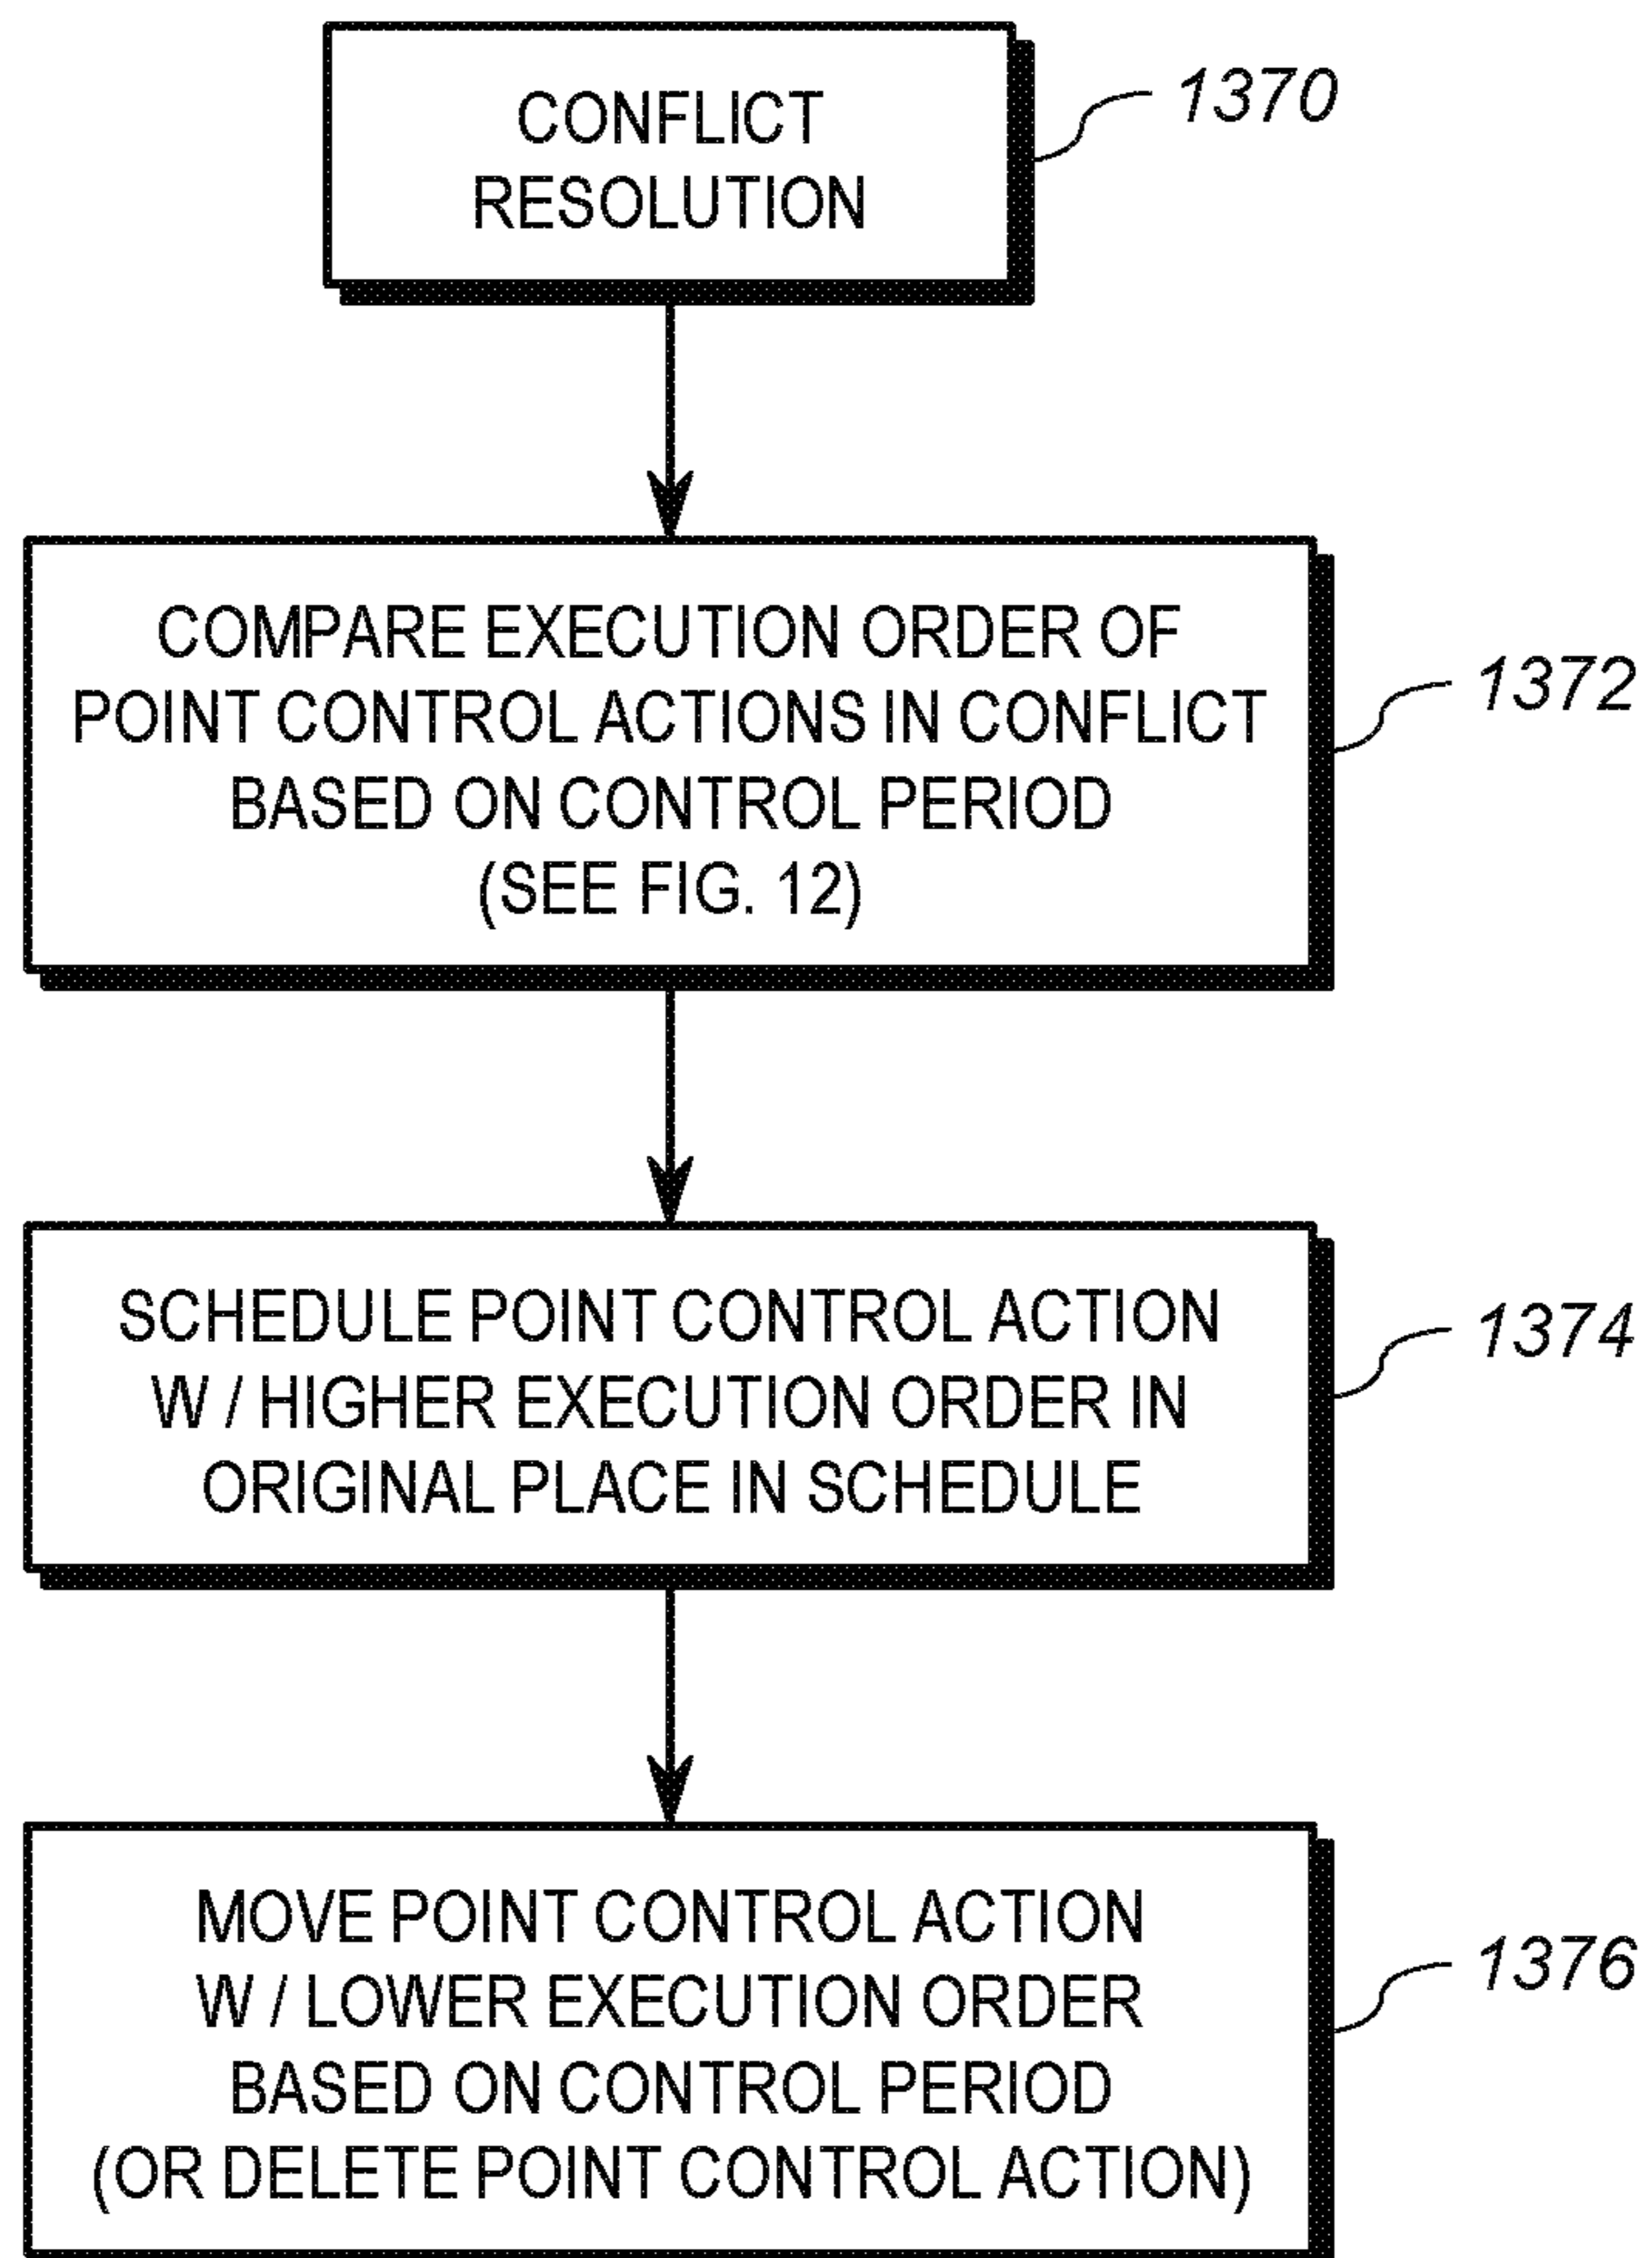 CONFLICT
RESOLUTION
1370
COMPARE EXECUTION ORDER OF
POINT CONTROL ACTIONS IN CONFLICT
BASED ON CONTROL PERIOD
(SEE FIG. 12)
1372
SCHEDULE POINT CONTROL ACTION
W / HIGHER EXECUTION ORDER IN
ORIGINAL PLACE IN SCHEDULE
1374
MOVE POINT CONTROL ACTION
W / LOWER EXECUTION ORDER
BASED ON CONTROL PERIOD
(OR DELETE POINT CONTROL ACTION)
1376